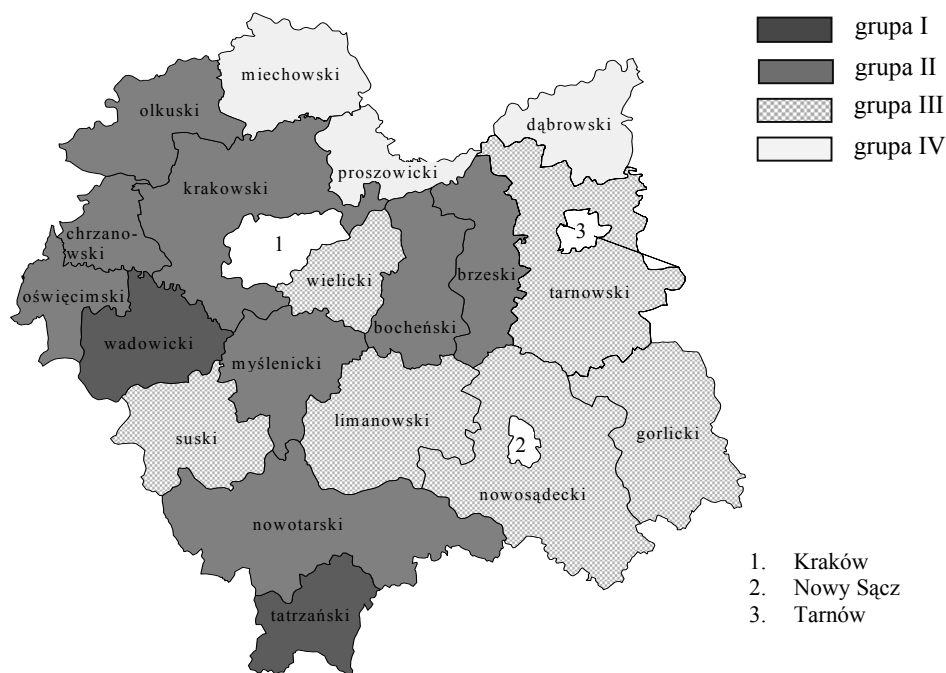 grupa I
grupa II
grupa III
grupa IV
miechowski
olkuski
dąbrowski
proszowicki
krakowski
chrzano-
wski
1
3
wielicki
brzeski
tarnowski
oświęcimski
bocheński
wadowicki
myślenicki
limanowski
suski
2
gorlicki
nowosądecki
nowotarski
tatrzański
1. Kraków
2. Nowy Sącz
3. Tarnów